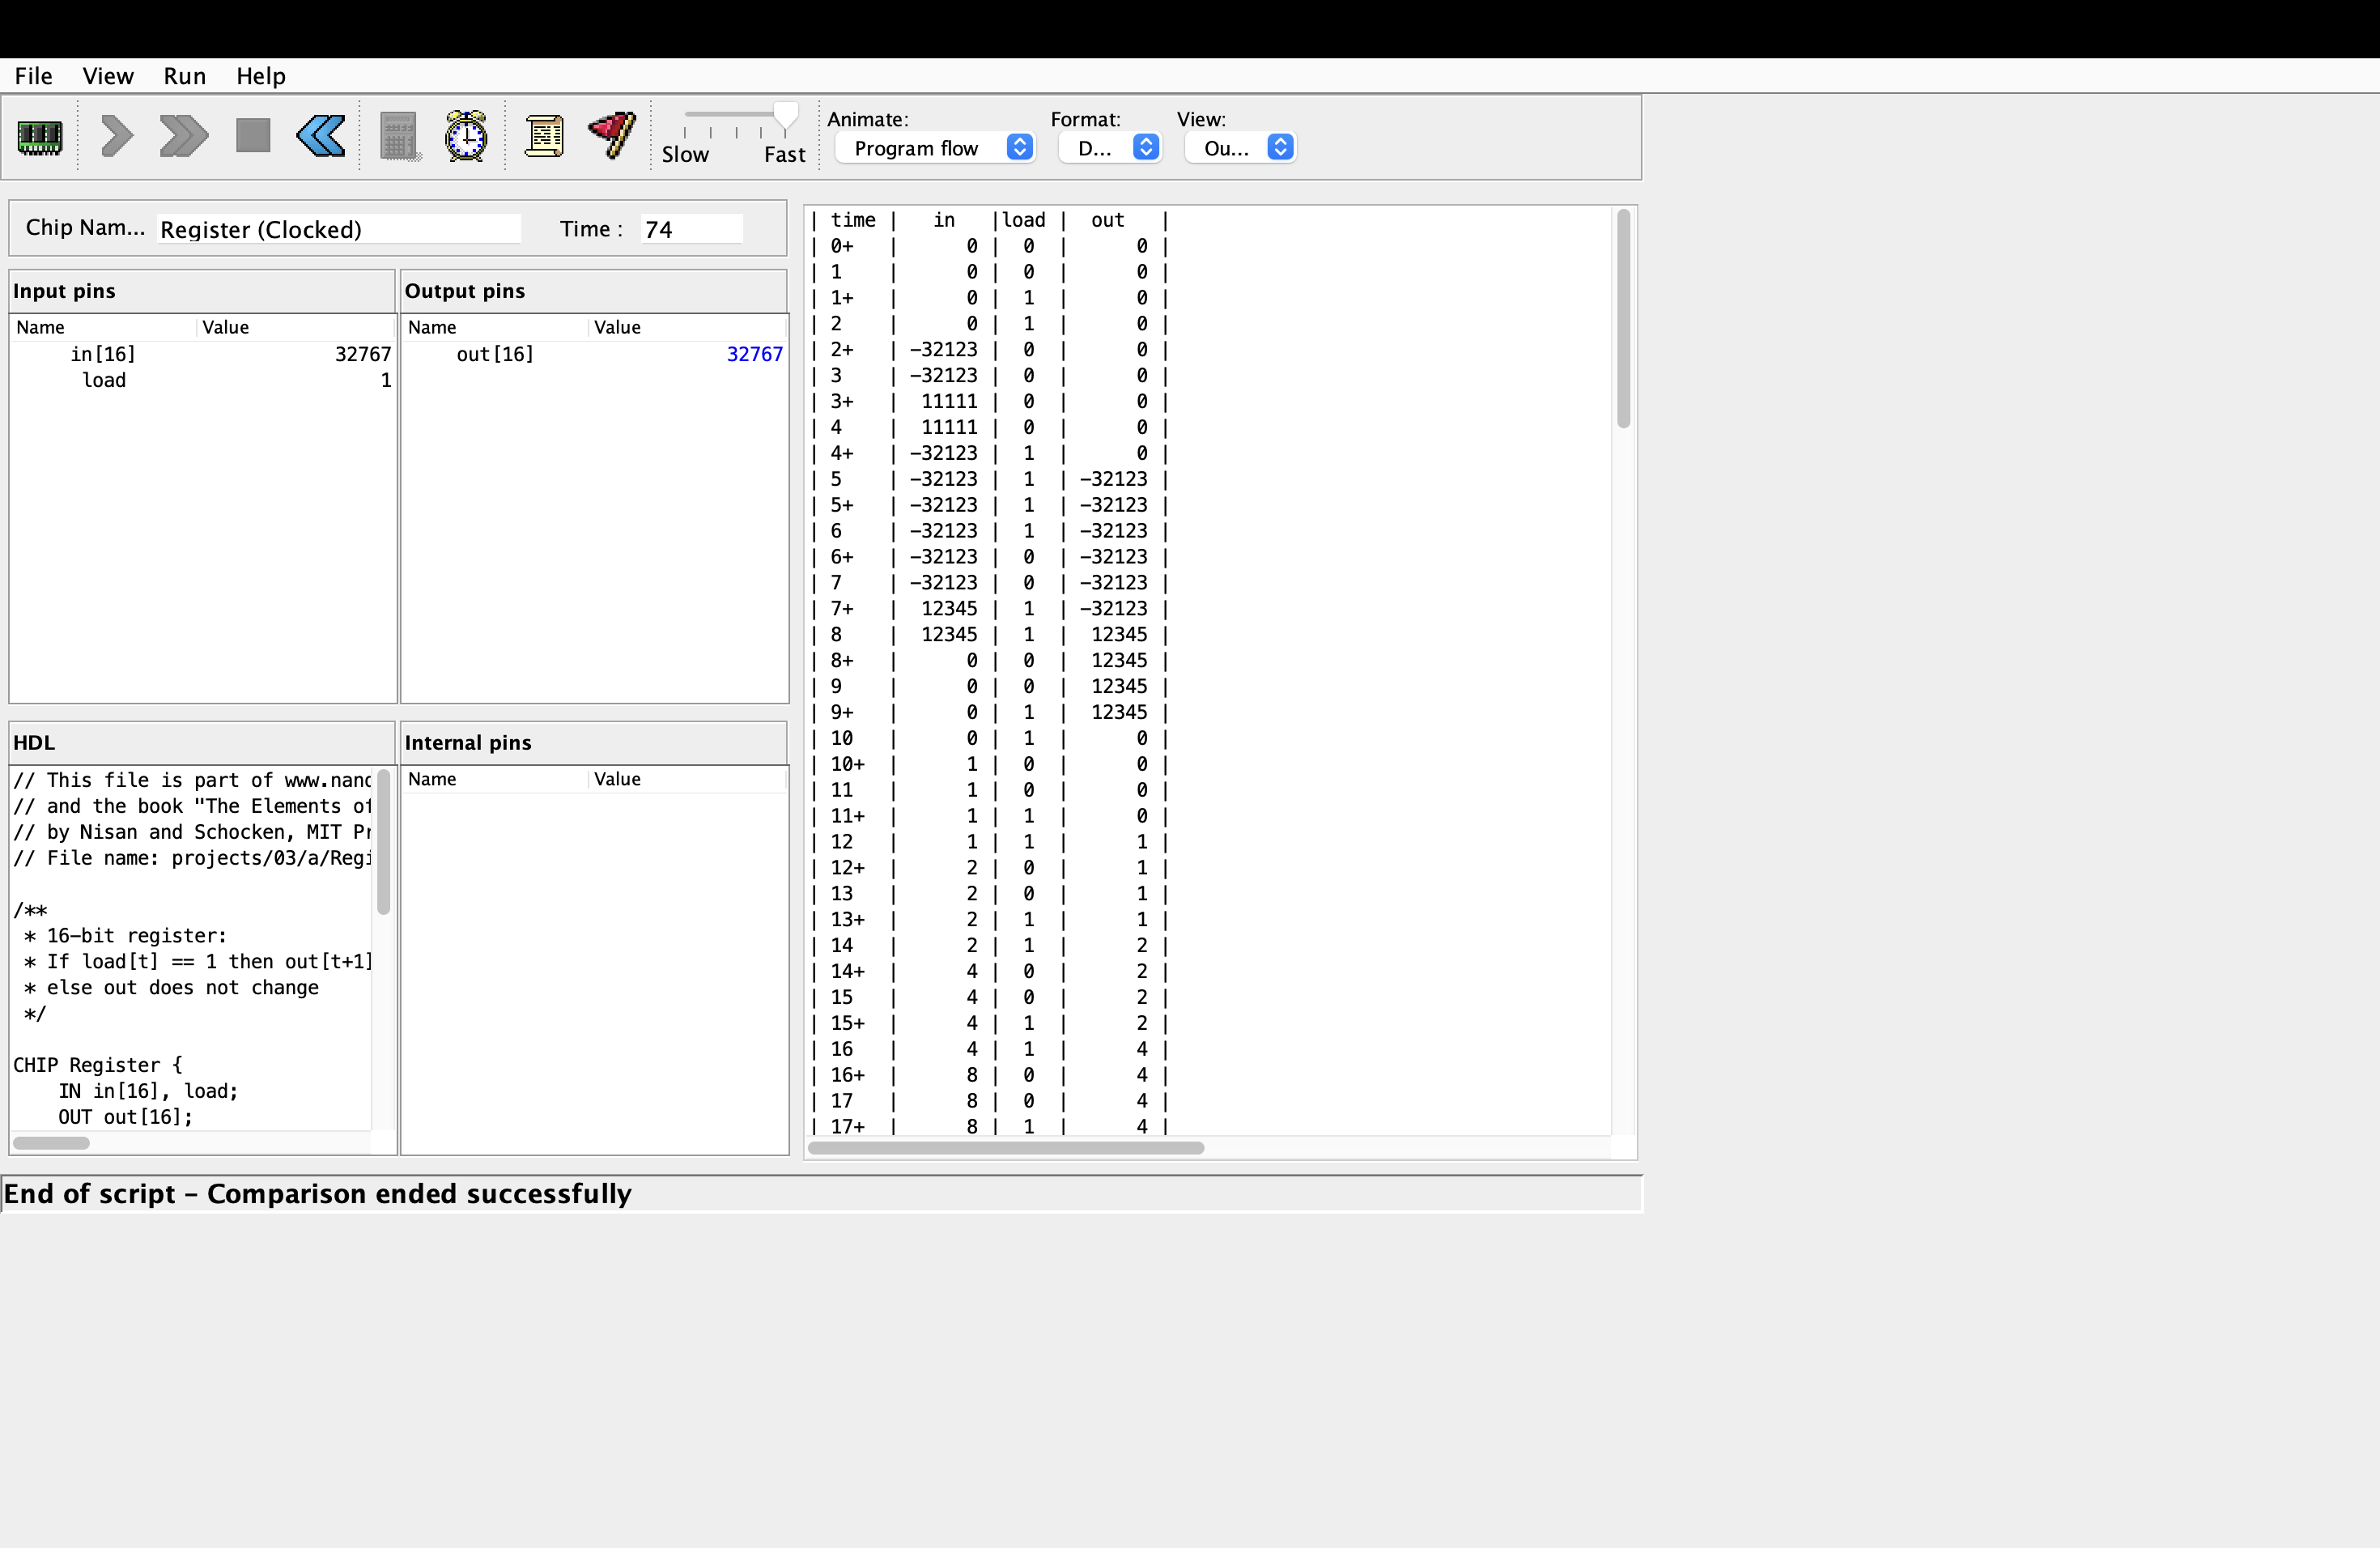 File View Run Help
Animate: Format: View:
Slow Fast Program flow D... Ou...
Chip Nam... Register (Clocked) Time : 74
Input pins
Name Value
in[16] 32767
load 1
Output pins
Name Value
out[16] 32767
HDL
// This file is part of www.nand
// and the book "The Elements of
// by Nisan and Schocken, MIT Pr
// File name: projects/03/a/Regi
/**
* 16-bit register:
* If load[t] == 1 then out[t+1]
* else out does not change
*/
CHIP Register {
IN in[16], load;
OUT out[16];
Internal pins
Name Value
| time | in |load | out |
| 0+ | 0 | 0 | 0 |
| 1 | 0 | 0 | 0 |
| 1+ | 0 | 1 | 0 |
| 2 | 0 | 1 | 0 |
| 2+ | -32123 | 0 | 0 |
| 3 | -32123 | 0 | 0 |
| 3+ | 11111 | 0 | 0 |
| 4 | 11111 | 0 | 0 |
| 4+ | -32123 | 1 | 0 |
| 5 | -32123 | 1 | -32123 |
| 5+ | -32123 | 1 | -32123 |
| 6 | -32123 | 1 | -32123 |
| 6+ | -32123 | 0 | -32123 |
| 7 | -32123 | 0 | -32123 |
| 7+ | 12345 | 1 | -32123 |
| 8 | 12345 | 1 | 12345 |
| 8+ | 0 | 0 | 12345 |
| 9 | 0 | 0 | 12345 |
| 9+ | 0 | 1 | 12345 |
| 10 | 0 | 1 | 0 |
| 10+ | 1 | 0 | 0 |
| 11 | 1 | 0 | 0 |
| 11+ | 1 | 1 | 0 |
| 12 | 1 | 1 | 1 |
| 12+ | 2 | 0 | 1 |
| 13 | 2 | 0 | 1 |
| 13+ | 2 | 1 | 1 |
| 14 | 2 | 1 | 2 |
| 14+ | 4 | 0 | 2 |
| 15 | 4 | 0 | 2 |
| 15+ | 4 | 1 | 2 |
| 16 | 4 | 1 | 4 |
| 16+ | 8 | 0 | 4 |
| 17 | 8 | 0 | 4 |
| 17+ | 8 | 1 | 4 |
End of script - Comparison ended successfully